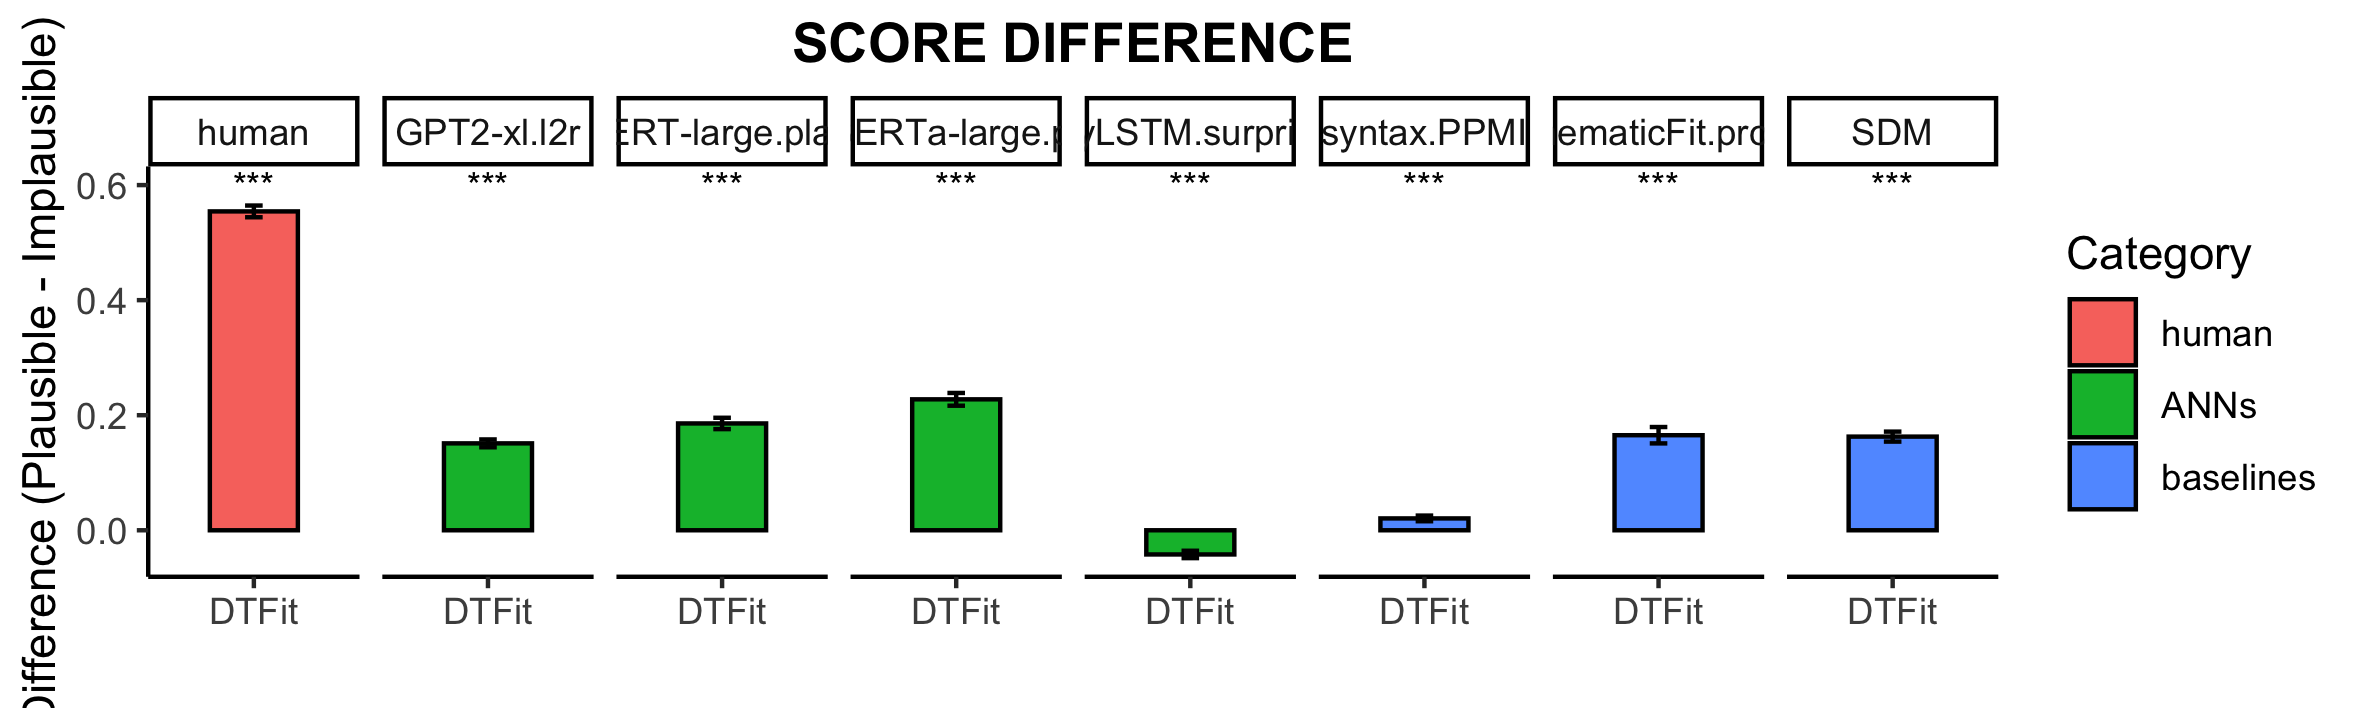 SCORE DIFFERENCE
Difference (Plausible - Implausible)
human
GPT2-xl.l2r
ERT-large.pla
ERTa-large.p
yLSTM.surpri
syntax.PPMI
ematicFit.pro
SDM
*** *** *** *** *** *** *** ***
0.6
0.4
0.2
0.0
DTFit DTFit DTFit DTFit DTFit DTFit DTFit DTFit
Category
human
ANNs
baselines